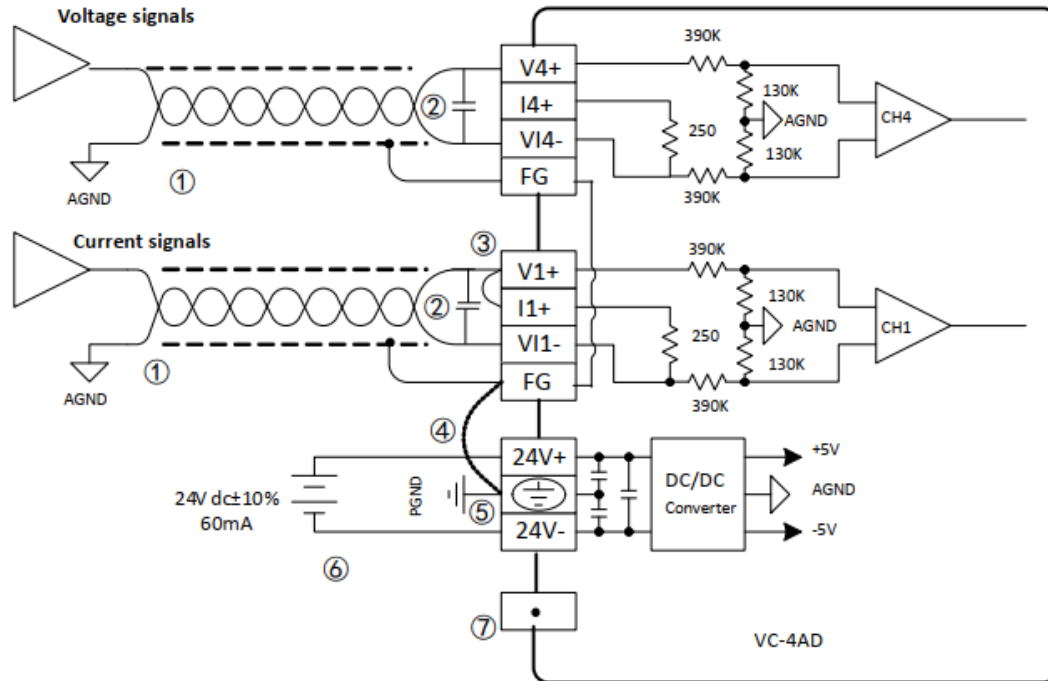 Voltage signals
V4+
I4+
VI4-
FG
②
①
AGND
390K
130K
AGND
250
130K
390K
CH4
Current signals
③
V1+
I1+
VI1-
FG
②
①
AGND
390K
130K
AGND
250
130K
390K
CH1
④
24V+
24V-
24V dc±10%
60mA
PGND
⑤
⑥
DC/DC
Converter
+5V
AGND
-5V
⑦
VC-4AD